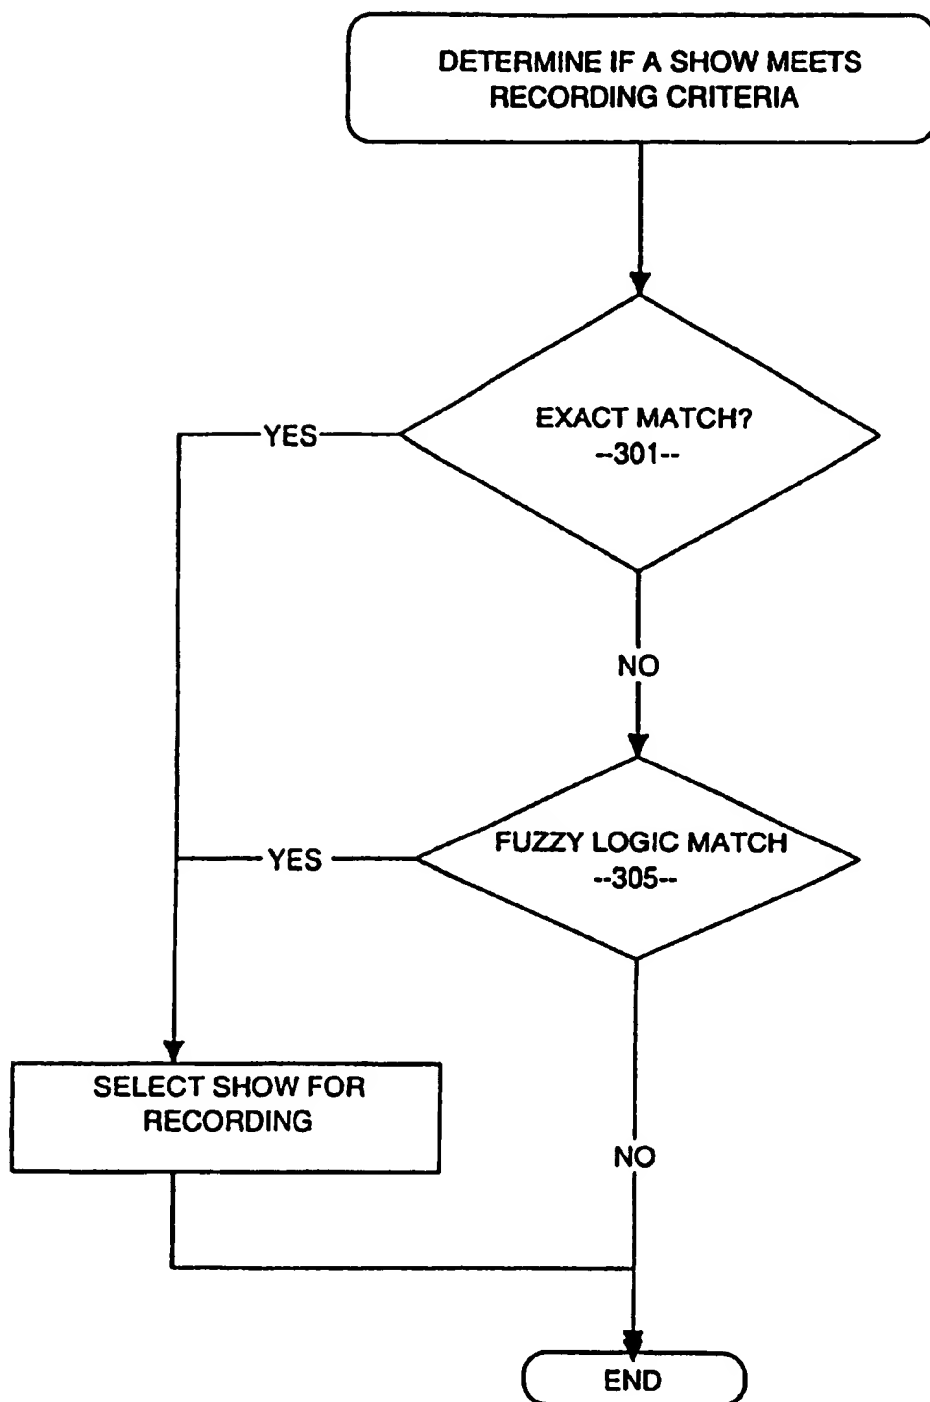 DETERMINE IF A SHOW MEETS
RECORDING CRITERIA
EXACT MATCH?
--301--
YES
NO
FUZZY LOGIC MATCH
--305--
YES
SELECT SHOW FOR
RECORDING
NO
END